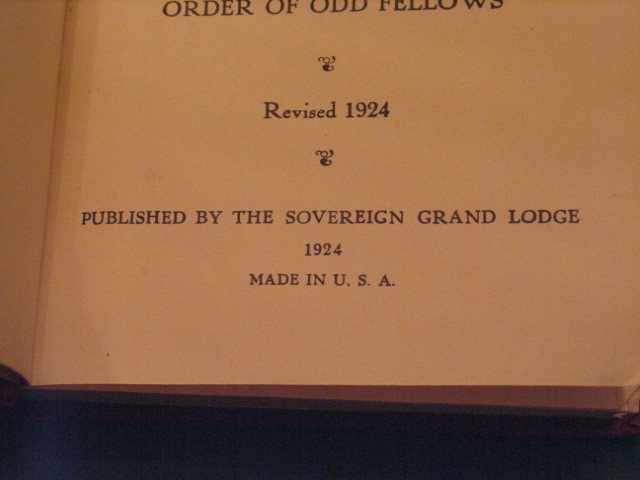 ORDER OF ODD FELLOWS
Revised 1924
PUBLISHED BY THE SOVEREIGN GRAND LODGE
1924
MADE IN U. S. A.